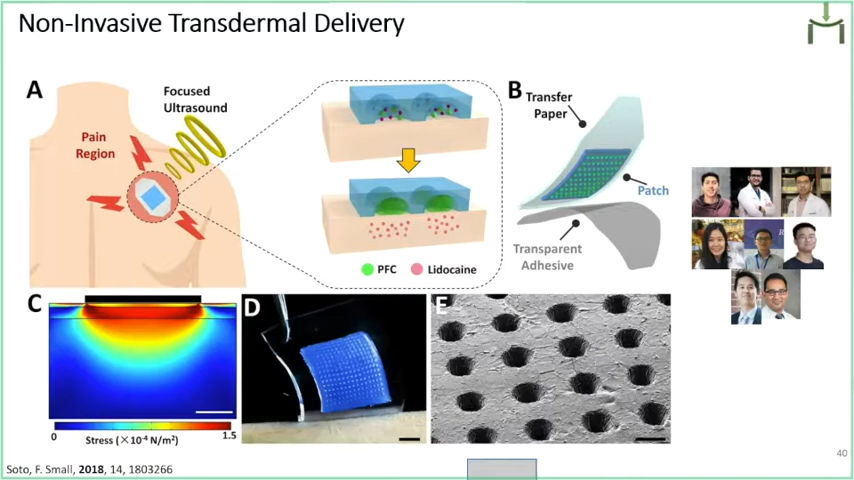 Non-Invasive Transdermal Delivery
A
Focused
Ultrasound
Pain
Region
PFC
Lidocaine
B
Transfer
Paper
Patch
Transparent
Adhesive
C
0
Stress (×10⁻⁴ N/m²)
1.5
D
E
40
Soto, F. Small, 2018, 14, 1803266